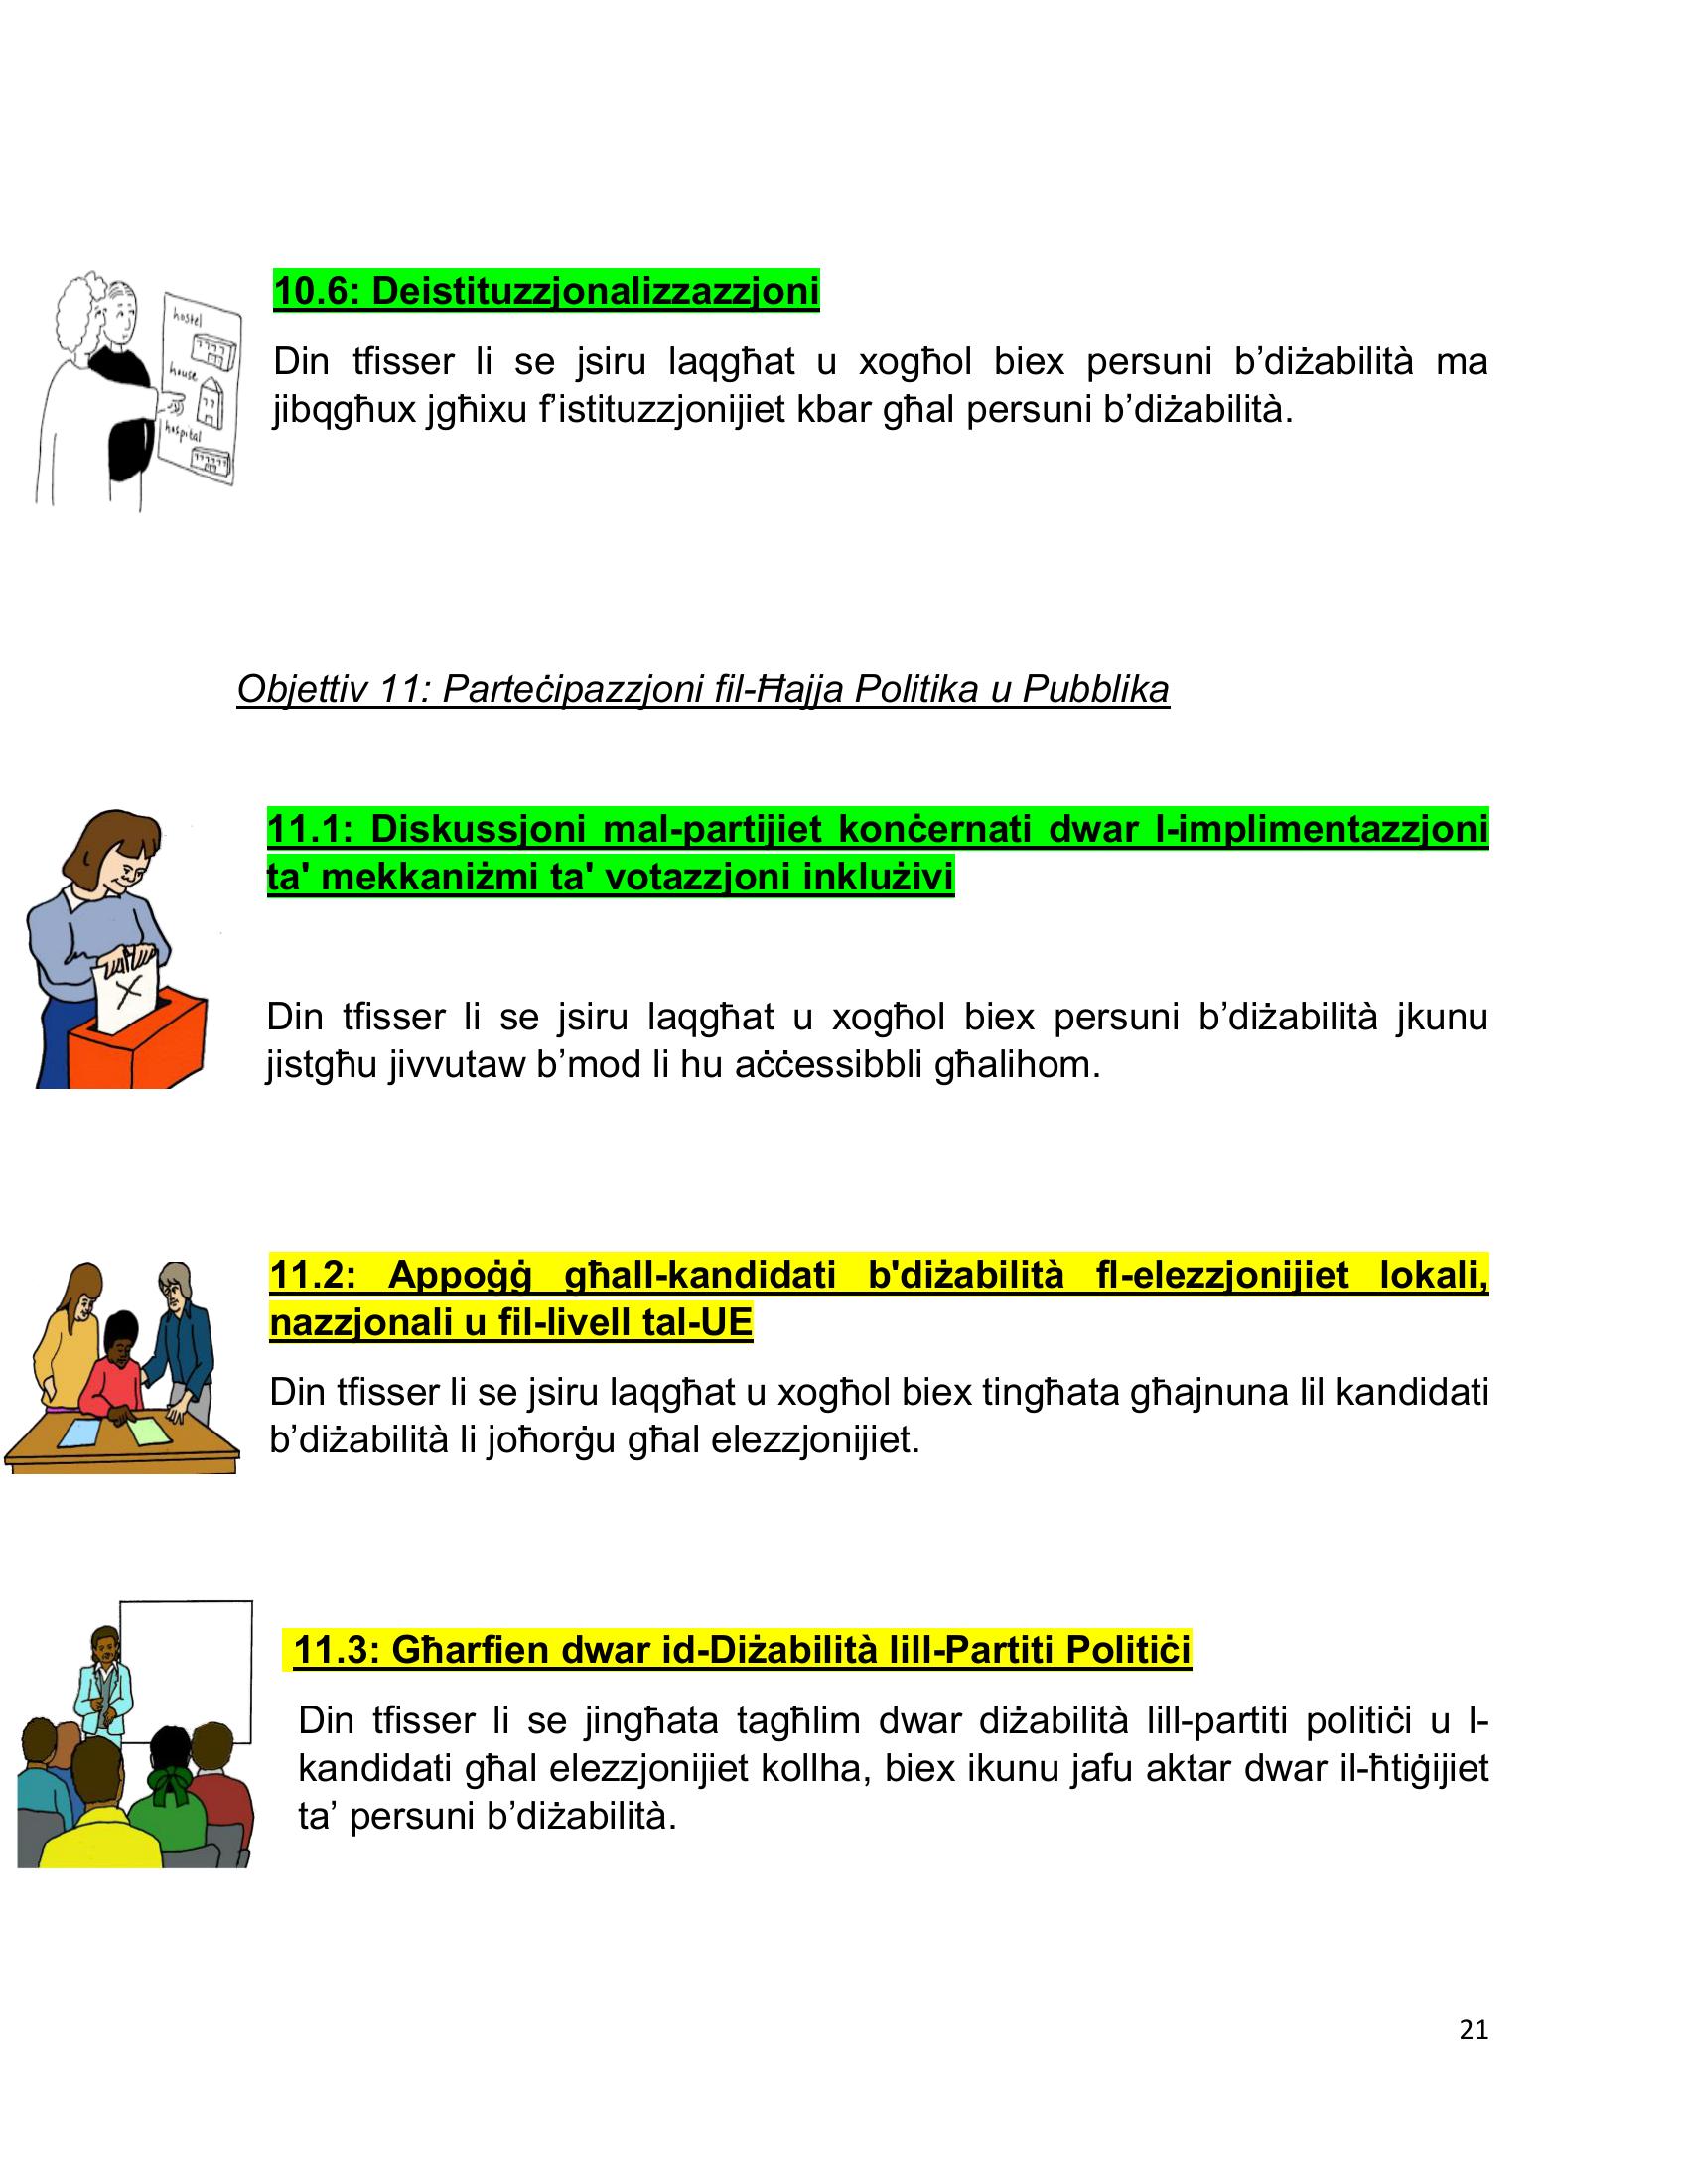 10.6: Deistituzzjonalizzazzjoni
Din tfisser li se jsiru laqgħat u xogħol biex persuni b’diżabilità ma
jibqgħux jgħixu f’istituzzjonijiet kbar għal persuni b’diżabilità.
hostel
house
hospital
Objettiv 11: Parteċipazzjoni fil-Ħajja Politika u Pubblika
11.1: Diskussjoni mal-partijiet konċernati dwar l-implimentazzjoni
ta' mekkaniżmi ta' votazzjoni inklużivi
X
Din tfisser li se jsiru laqgħat u xogħol biex persuni b’diżabilità jkunu
jistgħu jivvutaw b’mod li hu aċċessibbli għalihom.
11.2: Appoġġ għall-kandidati b'diżabilità fl-elezzjonijiet lokali,
nazzjonali u fil-livell tal-UE
Din tfisser li se jsiru laqgħat u xogħol biex tingħata għajnuna lil kandidati
b’diżabilità li joħorġu għal elezzjonijiet.
11.3: Għarfien dwar id-Diżabilità lill-Partiti Politiċi
Din tfisser li se jingħata tagħlim dwar diżabilità lill-partiti politiċi u l-
kandidati għal elezzjonijiet kollha, biex ikunu jafu aktar dwar il-ħtiġijiet
ta’ persuni b’diżabilità.
21